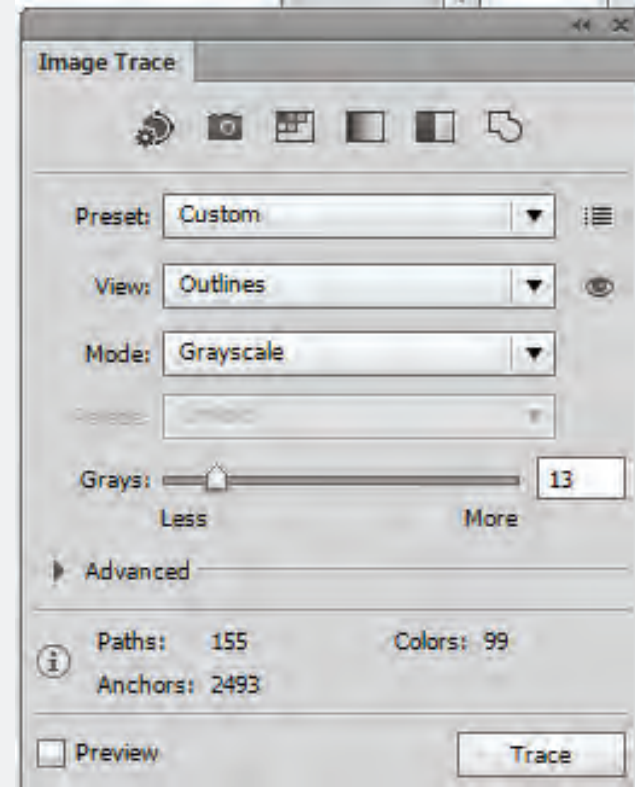 Image Trace
Preset: Custom
View: Outlines
Mode: Grayscale
Grays: 13
Less More
Advanced
Paths: 155 Colors: 99
Anchors: 2493
Preview Trace